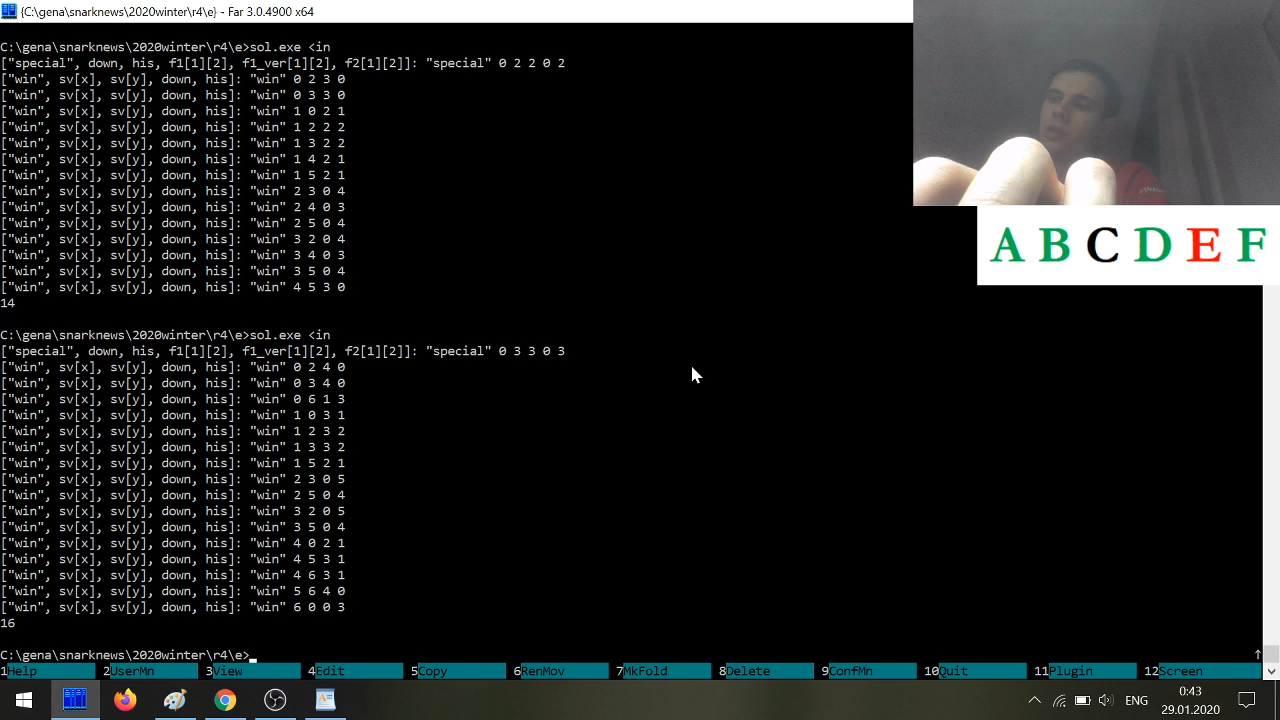 {C:\gena\snarknews\2020winter\r4\e} - Far 3.0.4900 x64
C:\gena\snarknews\2020winter\r4\e>sol.exe <in
["special", down, his, f1[1][2], f1_ver[1][2], f2[1][2]]: "special" 0 2 2 0 2
["win", sv[x], sv[y], down, his]: "win" 0 2 3 0
["win", sv[x], sv[y], down, his]: "win" 0 3 3 0
["win", sv[x], sv[y], down, his]: "win" 1 0 2 1
["win", sv[x], sv[y], down, his]: "win" 1 2 2 2
["win", sv[x], sv[y], down, his]: "win" 1 3 2 2
["win", sv[x], sv[y], down, his]: "win" 1 4 2 1
["win", sv[x], sv[y], down, his]: "win" 1 5 2 1
["win", sv[x], sv[y], down, his]: "win" 2 3 0 4
["win", sv[x], sv[y], down, his]: "win" 2 4 0 3
["win", sv[x], sv[y], down, his]: "win" 2 5 0 4
["win", sv[x], sv[y], down, his]: "win" 3 2 0 4
["win", sv[x], sv[y], down, his]: "win" 3 4 0 3
["win", sv[x], sv[y], down, his]: "win" 3 5 0 4
["win", sv[x], sv[y], down, his]: "win" 4 5 3 0
14
C:\gena\snarknews\2020winter\r4\e>sol.exe <in
["special", down, his, f1[1][2], f1_ver[1][2], f2[1][2]]: "special" 0 3 3 0 3
["win", sv[x], sv[y], down, his]: "win" 0 2 4 0
["win", sv[x], sv[y], down, his]: "win" 0 3 4 0
["win", sv[x], sv[y], down, his]: "win" 0 6 1 3
["win", sv[x], sv[y], down, his]: "win" 1 0 3 1
["win", sv[x], sv[y], down, his]: "win" 1 2 3 2
["win", sv[x], sv[y], down, his]: "win" 1 3 3 2
["win", sv[x], sv[y], down, his]: "win" 1 5 2 1
["win", sv[x], sv[y], down, his]: "win" 2 3 0 5
["win", sv[x], sv[y], down, his]: "win" 2 5 0 4
["win", sv[x], sv[y], down, his]: "win" 3 2 0 5
["win", sv[x], sv[y], down, his]: "win" 3 5 0 4
["win", sv[x], sv[y], down, his]: "win" 4 0 2 1
["win", sv[x], sv[y], down, his]: "win" 4 5 3 1
["win", sv[x], sv[y], down, his]: "win" 4 6 3 1
["win", sv[x], sv[y], down, his]: "win" 5 6 4 0
["win", sv[x], sv[y], down, his]: "win" 6 0 0 3
16
C:\gena\snarknews\2020winter\r4\e>
A B C D E F
1Help 2UserMn 3View 4Edit 5Copy 6RenMov 7MkFold 8Delete 9ConfMn 10Quit 11Plugin 12Screen
ENG
0:43
29.01.2020